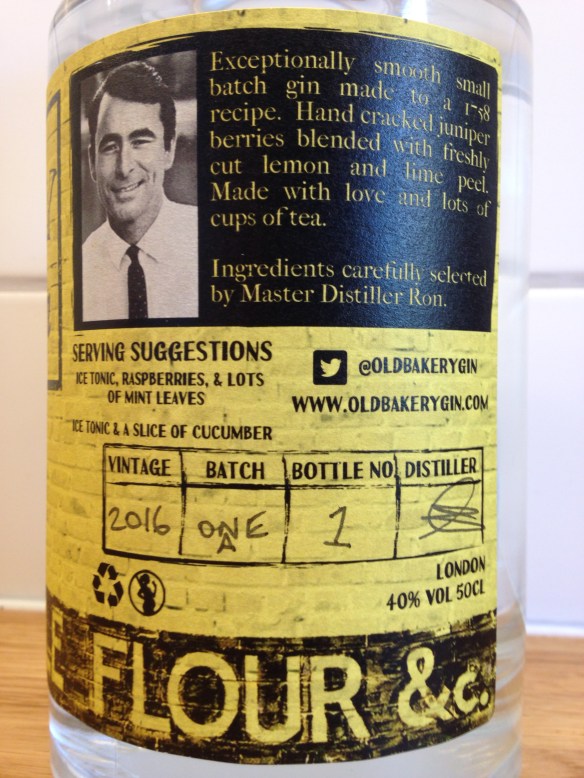 Exceptionally smooth small
batch gin made to a 1758
recipe. Hand cracked juniper
berries blended with freshly
cut lemon and lime peel.
Made with love and lots of
cups of tea.
Ingredients carefully selected
by Master Distiller Ron.
SERVING SUGGESTIONS
ICE TONIC, RASPBERRIES, & LOTS
OF MINT LEAVES
ICE TONIC & A SLICE OF CUCUMBER
@OLDBAKERYGIN
WWW.OLDBAKERYGIN.COM
VINTAGE BATCH BOTTLE NO DISTILLER
2016 ONE 1
LONDON
40% VOL 50CL
E FLOUR &c.